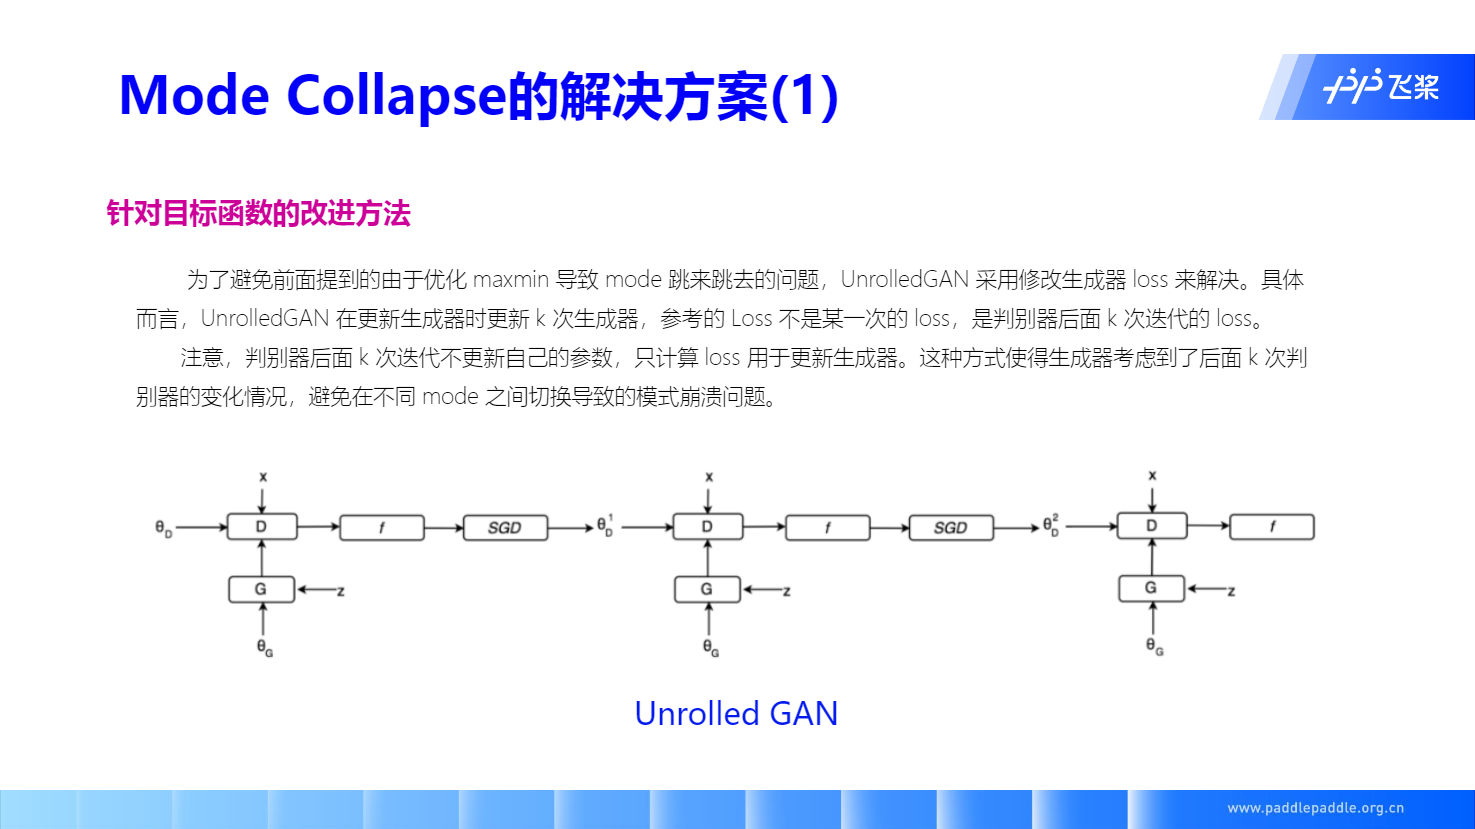 Mode Collapse的解决方案(1)
飞桨
针对目标函数的改进方法
为了避免前面提到的由于优化 maxmin 导致 mode 跳来跳去的问题，UnrolledGAN 采用修改生成器 loss 来解决。具体
而言，UnrolledGAN 在更新生成器时更新 k 次生成器，参考的 Loss 不是某一次的 loss，是判别器后面 k 次迭代的 loss。
注意，判别器后面 k 次迭代不更新自己的参数，只计算 loss 用于更新生成器。这种方式使得生成器考虑到了后面 k 次判
别器的变化情况，避免在不同 mode 之间切换导致的模式崩溃问题。
x x x
θ_D D f SGD θ_D^1 D f SGD θ_D^2 D f
G z G z G z
θ_G θ_G θ_G
Unrolled GAN
www.paddlepaddle.org.cn